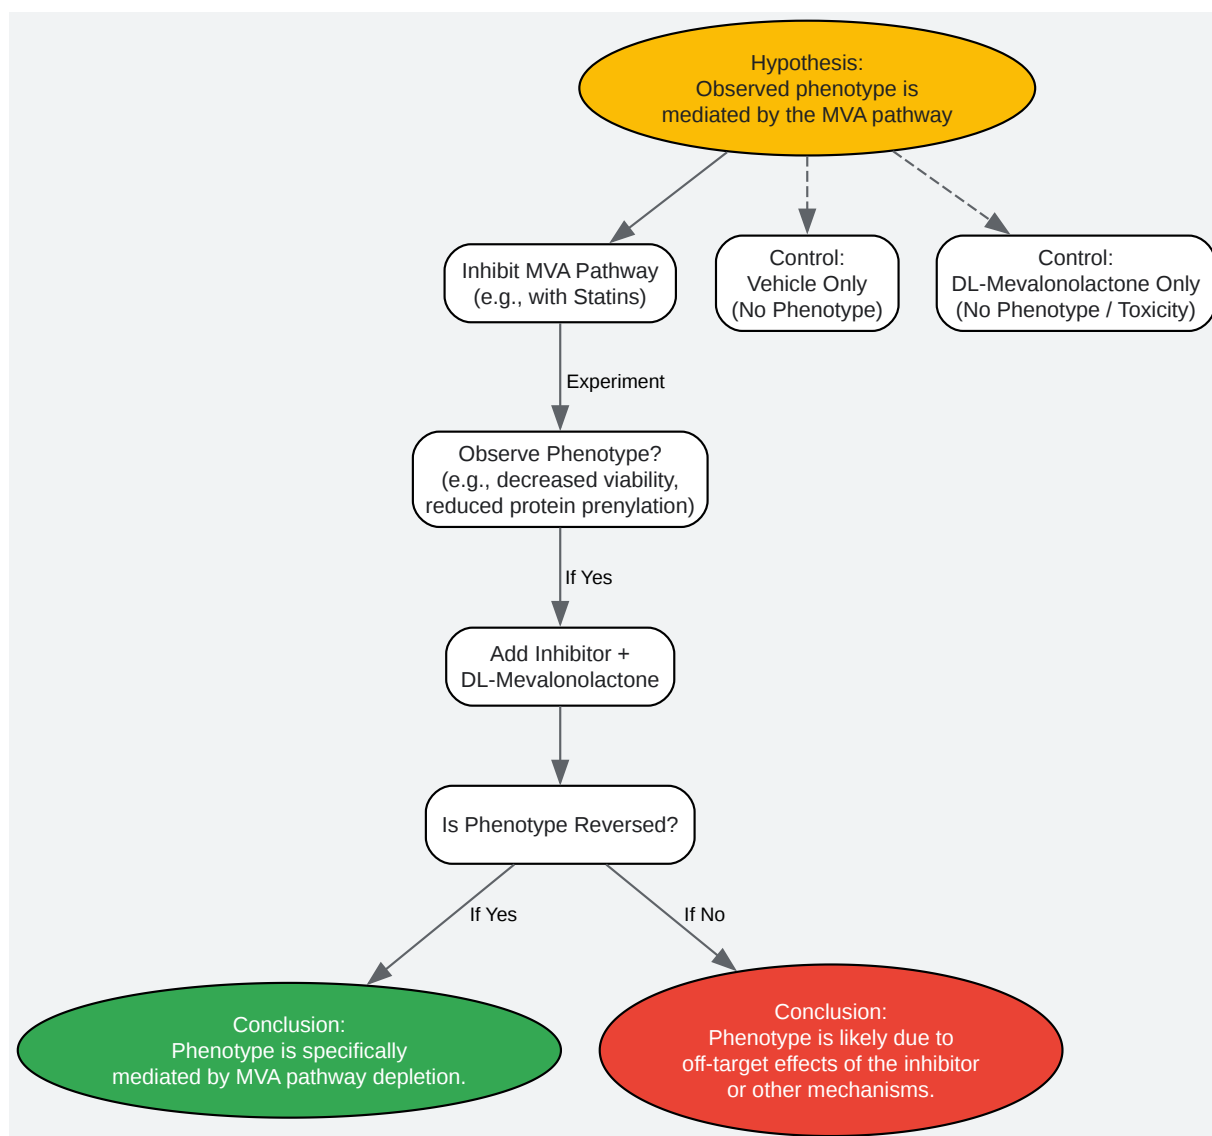 Hypothesis:
Observed phenotype is
mediated by the MVA pathway
Inhibit MVA Pathway
(e.g., with Statins)
Control:
Vehicle Only
(No Phenotype)
Control:
DL-Mevalonolactone Only
(No Phenotype / Toxicity)
Experiment
Observe Phenotype?
(e.g., decreased viability,
reduced protein prenylation)
If Yes
Add Inhibitor +
DL-Mevalonolactone
Is Phenotype Reversed?
If Yes
If No
Conclusion:
Phenotype is specifically
mediated by MVA pathway depletion.
Conclusion:
Phenotype is likely due to
off-target effects of the inhibitor
or other mechanisms.